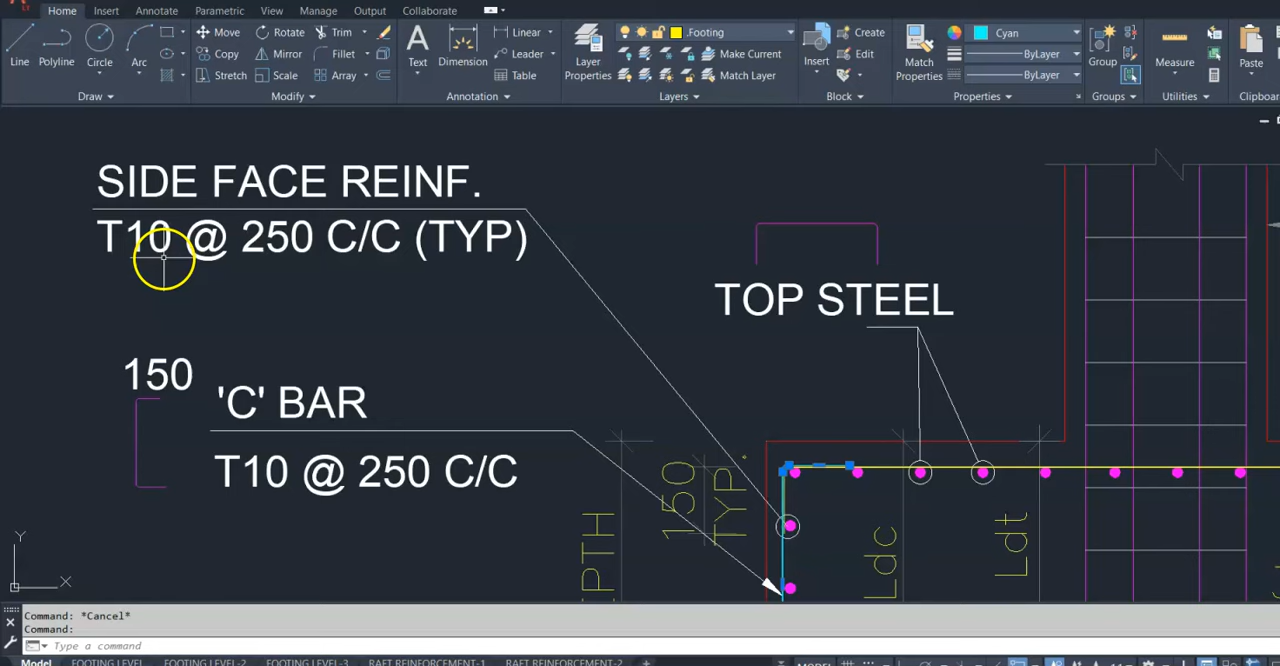 Home Insert Annotate Parametric View Manage Output Collaborate
Line Polyline Circle Arc
Move Rotate Trim
Copy Mirror Fillet
Stretch Scale Array
Text Dimension
Linear
Leader
Table
Layer Properties
.Footing
Make Current
Match Layer
Insert
Create
Edit
Match Properties
Cyan
ByLayer
ByLayer
Group
Measure
Paste
Draw Modify Annotation Layers Block Properties Groups Utilities Clipboar
SIDE FACE REINF.
T10 @ 250 C/C (TYP)
TOP STEEL
150
'C' BAR
T10 @ 250 C/C
PTH
150
TYP.
Ldc
Ldt
Y
X
Command: *Cancel*
Command:
Type a command
Model FOOTING LEVEL FOOTING LEVEL-2 FOOTING LEVEL-3 RAFT REINFORCEMENT-1 RAFT REINFORCEMENT-2
MODEL